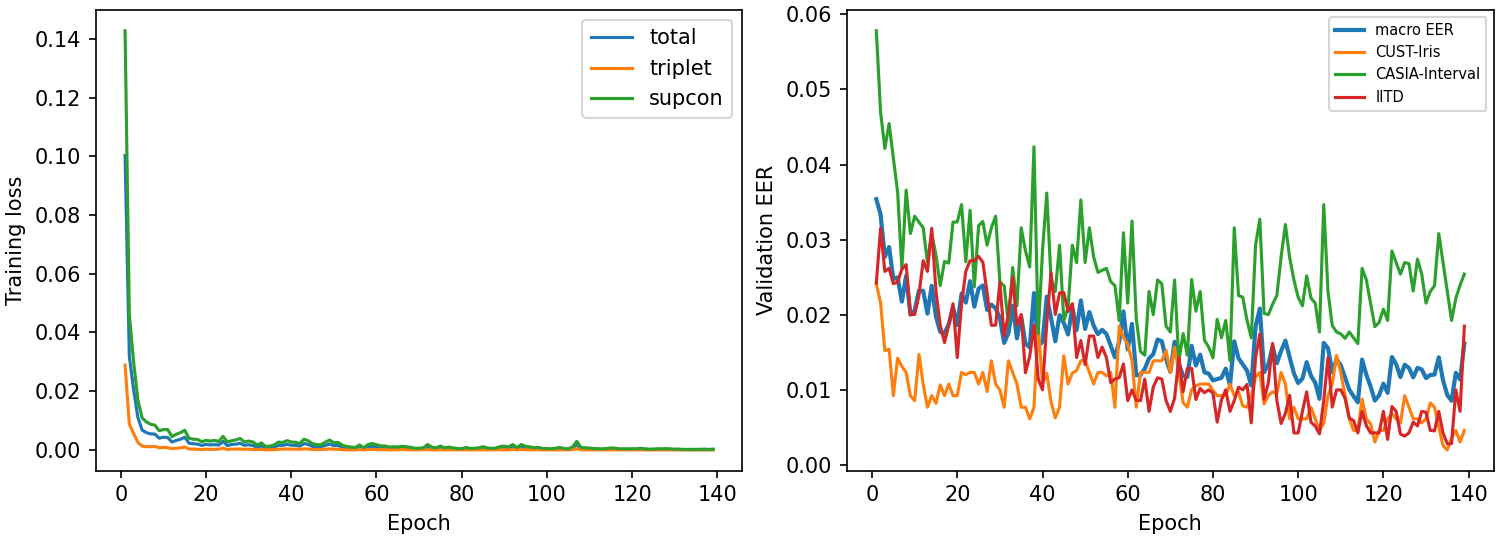 Training loss
0.14
0.12
0.10
0.08
0.06
0.04
0.02
0.00
0 20 40 60 80 100 120 140
Epoch
total
triplet
supcon
Validation EER
0.06
0.05
0.04
0.03
0.02
0.01
0.00
0 20 40 60 80 100 120 140
Epoch
macro EER
CUST-Iris
CASIA-Interval
IITD